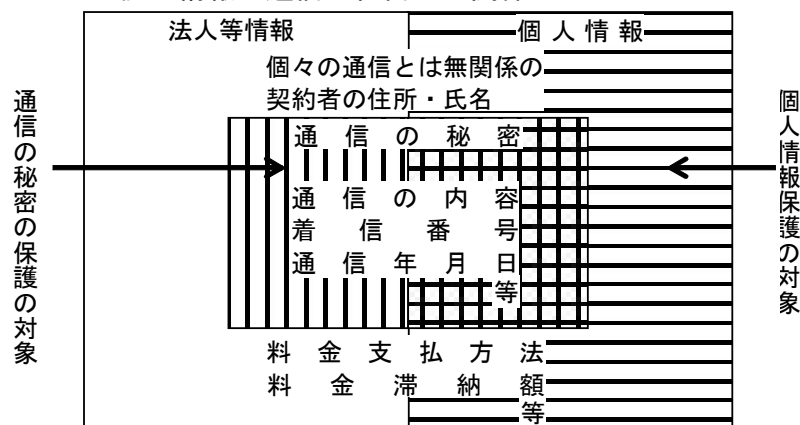 法人等情報
個人情報
個々の通信とは無関係の
契約者の住所・氏名
通信の秘密
通信の内容
着信番号
通信年月日
等
料金支払方法
料金滞納額
等
通信の秘密の保護の対象
個人情報保護の対象